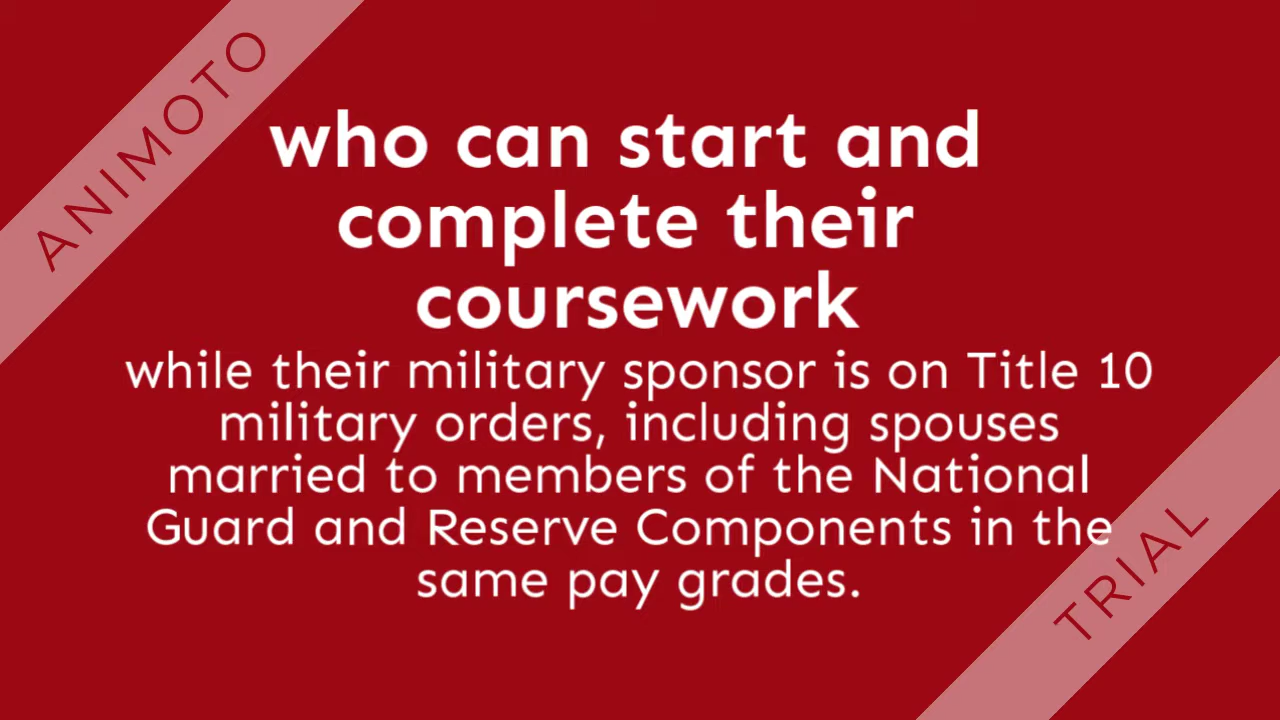 ANIMOTO
who can start and
complete their
coursework
while their military sponsor is on Title 10
military orders, including spouses
married to members of the National
Guard and Reserve Components in the
same pay grades.
TRIAL